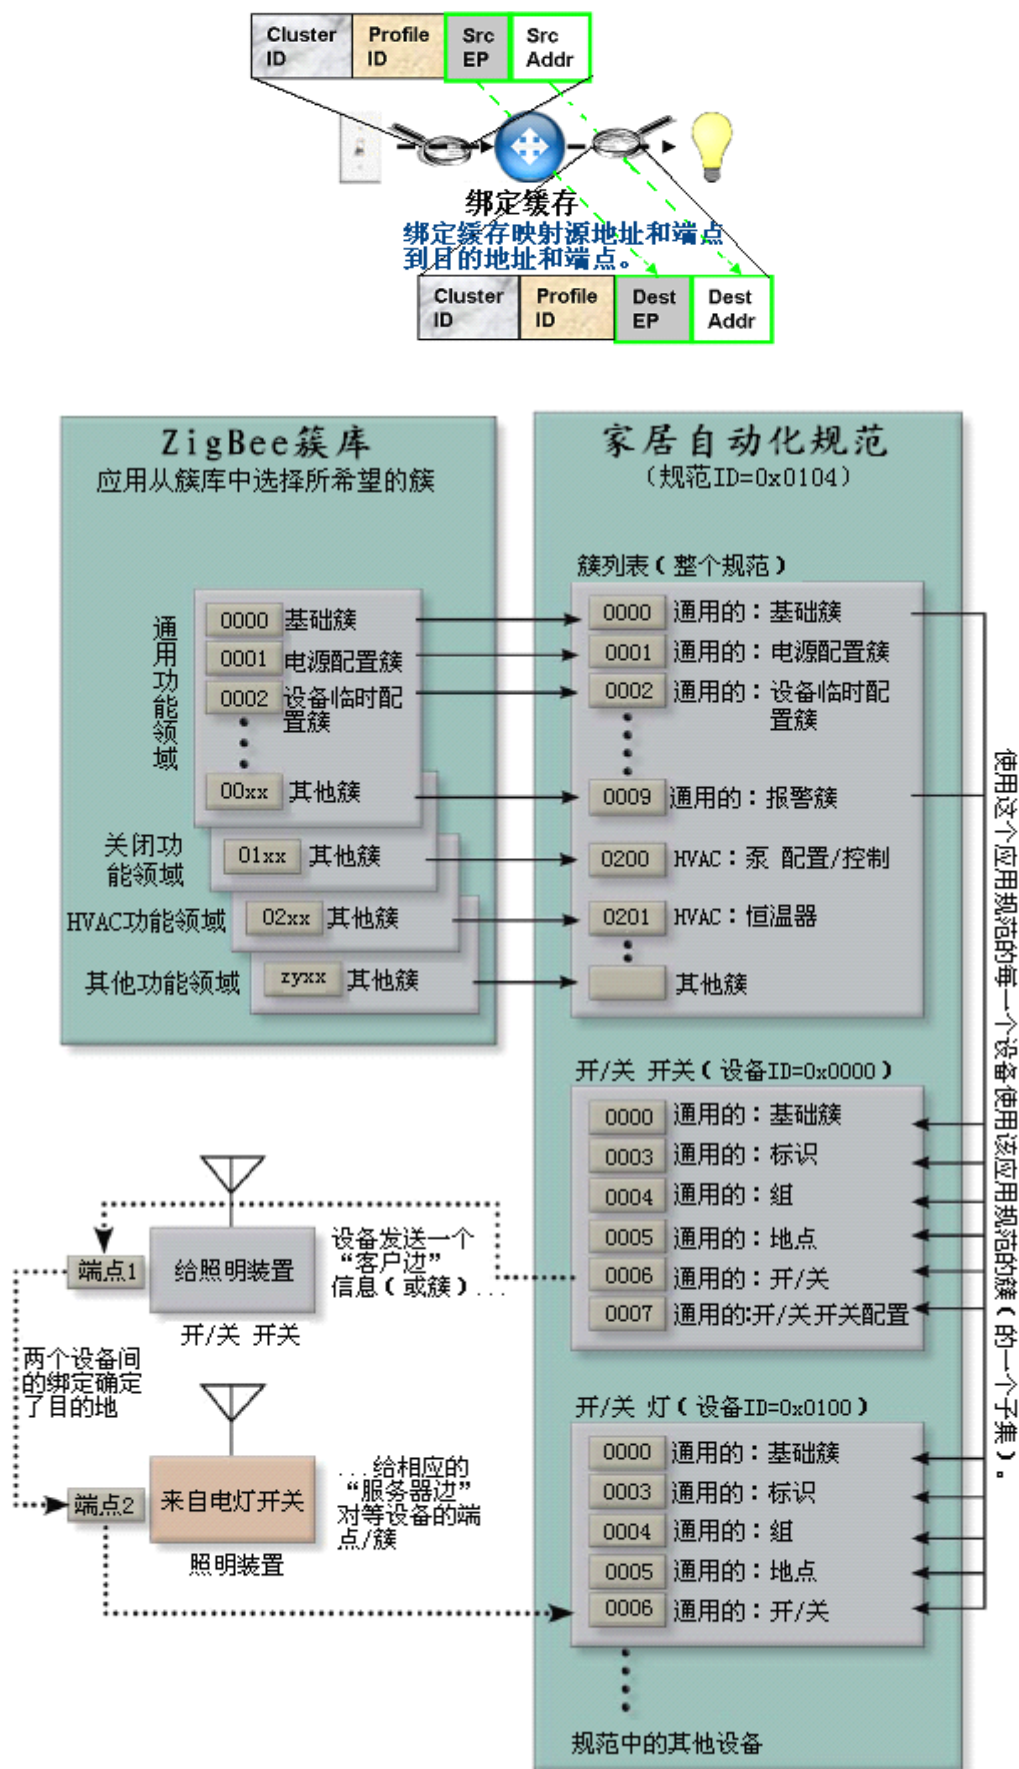 Cluster ID
Profile ID
Src EP
Src Addr
绑定缓存
绑定缓存映射源地址和端点
到目的地址和端点。
Cluster ID
Profile ID
Dest EP
Dest Addr
ZigBee簇库
应用从簇库中选择所希望的簇
通用功能领域
0000 基础簇
0001 电源配置簇
0002 设备临时配
置簇
00xx 其他簇
关闭功
能领域
01xx 其他簇
HVAC功能领域
02xx 其他簇
其他功能领域
zyxx 其他簇
家居自动化规范
（规范ID=0x0104）
簇列表（整个规范）
0000 通用的：基础簇
0001 通用的：电源配置簇
0002 通用的：设备临时配
置簇
0009 通用的：报警簇
0200 HVAC：泵 配置/控制
0201 HVAC：恒温器
其他簇
使用这个应用规范的每一个设备使用该应用规范的簇（的一个子集）。
开/关 开关（设备ID=0x0000）
0000 通用的：基础簇
0003 通用的：标识
0004 通用的：组
0005 通用的：地点
0006 通用的：开/关
0007 通用的:开/关开关配置
设备发送一个
“客户边”
信息（或簇）...
端点1
给照明装置
开/关 开关
两个设备间
的绑定确定
了目的地
端点2
来自电灯开关
照明装置
...给相应的
“服务器边”
对等设备的端
点/簇
开/关 灯（设备ID=0x0100）
0000 通用的：基础簇
0003 通用的：标识
0004 通用的：组
0005 通用的：地点
0006 通用的：开/关
规范中的其他设备